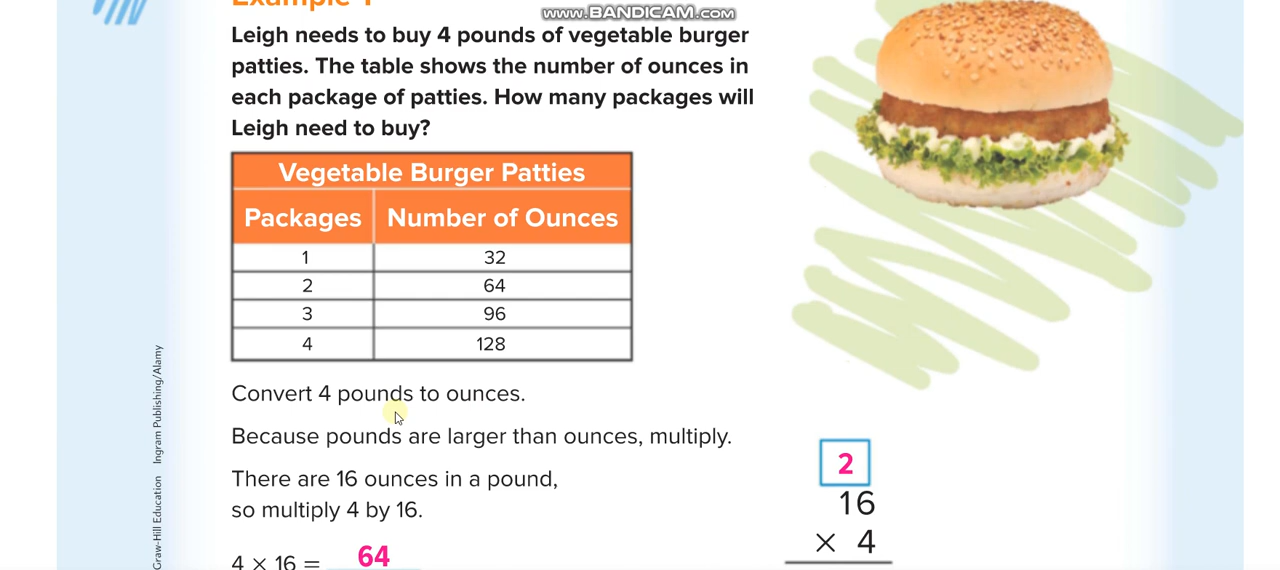 www.BANDICAM.com
Leigh needs to buy 4 pounds of vegetable burger
patties. The table shows the number of ounces in
each package of patties. How many packages will
Leigh need to buy?
Vegetable Burger Patties
Packages Number of Ounces
1 32
2 64
3 96
4 128
Convert 4 pounds to ounces.
Because pounds are larger than ounces, multiply.
There are 16 ounces in a pound,
so multiply 4 by 16.
4 × 16 = 64
2
16
× 4
Graw-Hill Education Ingram Publishing/Alamy